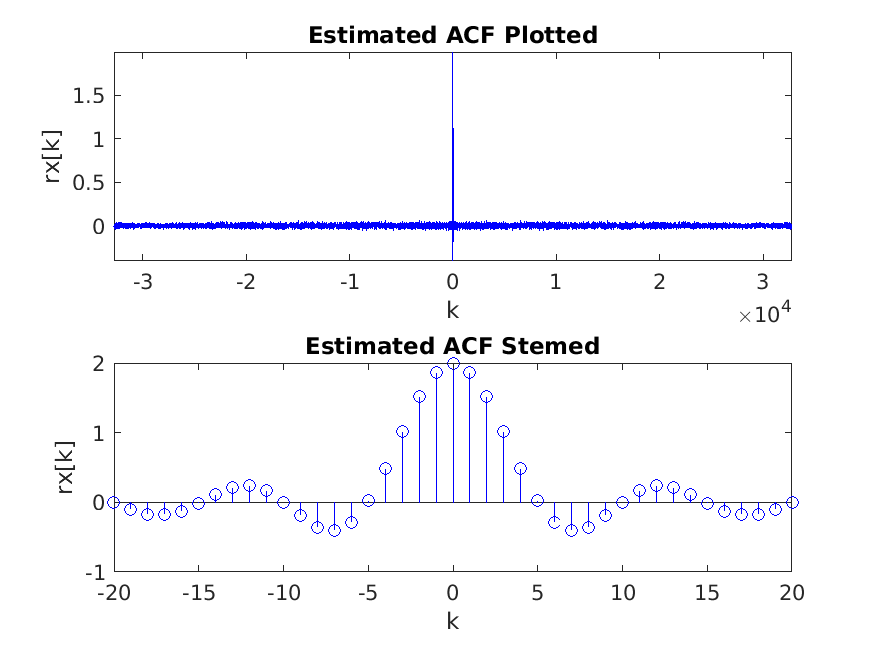 Estimated ACF Plotted
1.5
1
0.5
0
rx[k]
-3 -2 -1 0 1 2 3
k
×10^4
Estimated ACF Stemed
2
1
0
-1
rx[k]
-20 -15 -10 -5 0 5 10 15 20
k